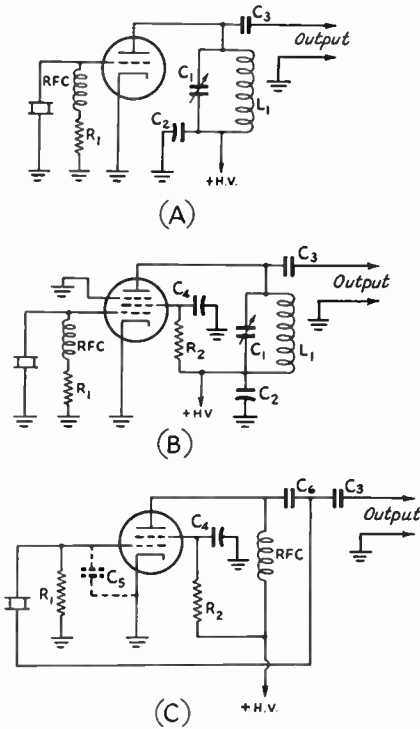 C3
Output
RFC
C1
L1
R1
C2
+H.V.
(A)
C3
Output
C4
RFC
R2
C1
L1
R1
+HV
C2
(B)
C6 C3
Output
C4
R1
C5
R2
RFC
+H.V.
(C)